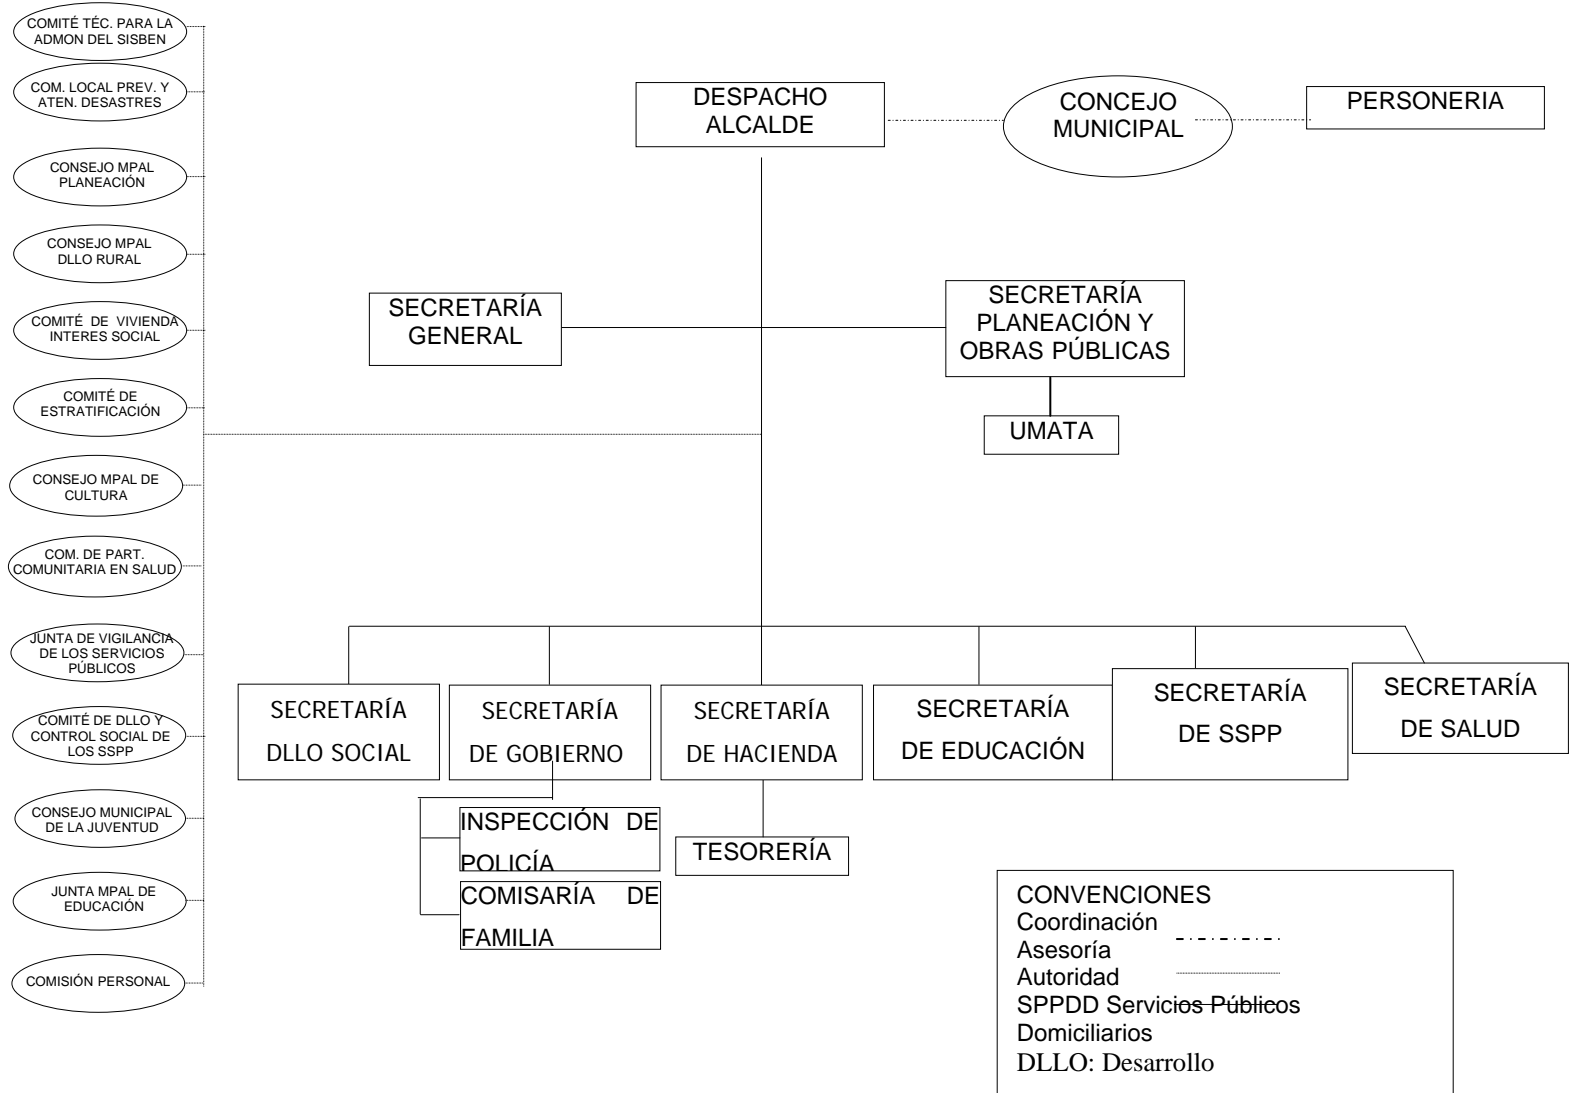 COMITÉ TÉC. PARA LA
ADMON DEL SISBEN
COM. LOCAL PREV. Y
ATEN. DESASTRES
CONSEJO MPAL
PLANEACIÓN
CONSEJO MPAL
DLLO RURAL
COMITÉ DE VIVIENDA
INTERES SOCIAL
COMITÉ DE
ESTRATIFICACIÓN
CONSEJO MPAL DE
CULTURA
COM. DE PART.
COMUNITARIA EN SALUD
JUNTA DE VIGILANCIA
DE LOS SERVICIOS
PÚBLICOS
COMITÉ DE DLLO Y
CONTROL SOCIAL DE
LOS SSPP
CONSEJO MUNICIPAL
DE LA JUVENTUD
JUNTA MPAL DE
EDUCACIÓN
COMISIÓN PERSONAL
DESPACHO
ALCALDE
CONCEJO
MUNICIPAL
PERSONERIA
SECRETARÍA
GENERAL
SECRETARÍA
PLANEACIÓN Y
OBRAS PÚBLICAS
UMATA
SECRETARÍA
DLLO SOCIAL
SECRETARÍA
DE GOBIERNO
SECRETARÍA
DE HACIENDA
SECRETARÍA
DE EDUCACIÓN
SECRETARÍA
DE SSPP
SECRETARÍA
DE SALUD
INSPECCIÓN DE
POLICÍA
COMISARÍA DE
FAMILIA
TESORERÍA
CONVENCIONES
Coordinación
Asesoría
Autoridad
SPPDD Servicios Públicos
Domiciliarios
DLLO: Desarrollo